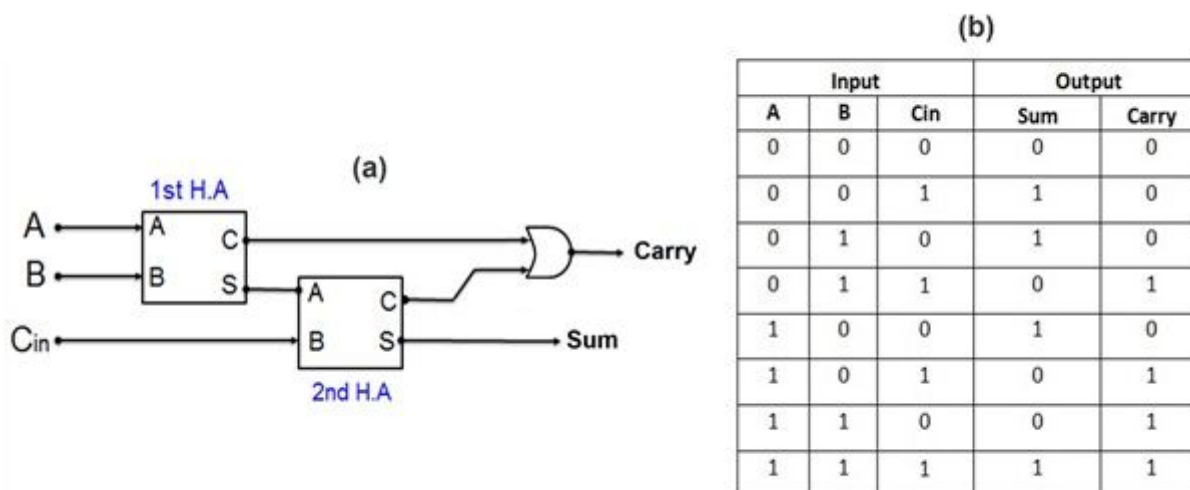 (a)
1st H.A
A
B
Cin
A
B
C
S
A
B
C
S
2nd H.A
Carry
Sum
(b)
Input Output
A B Cin Sum Carry
0 0 0 0 0
0 0 1 1 0
0 1 0 1 0
0 1 1 0 1
1 0 0 1 0
1 0 1 0 1
1 1 0 0 1
1 1 1 1 1